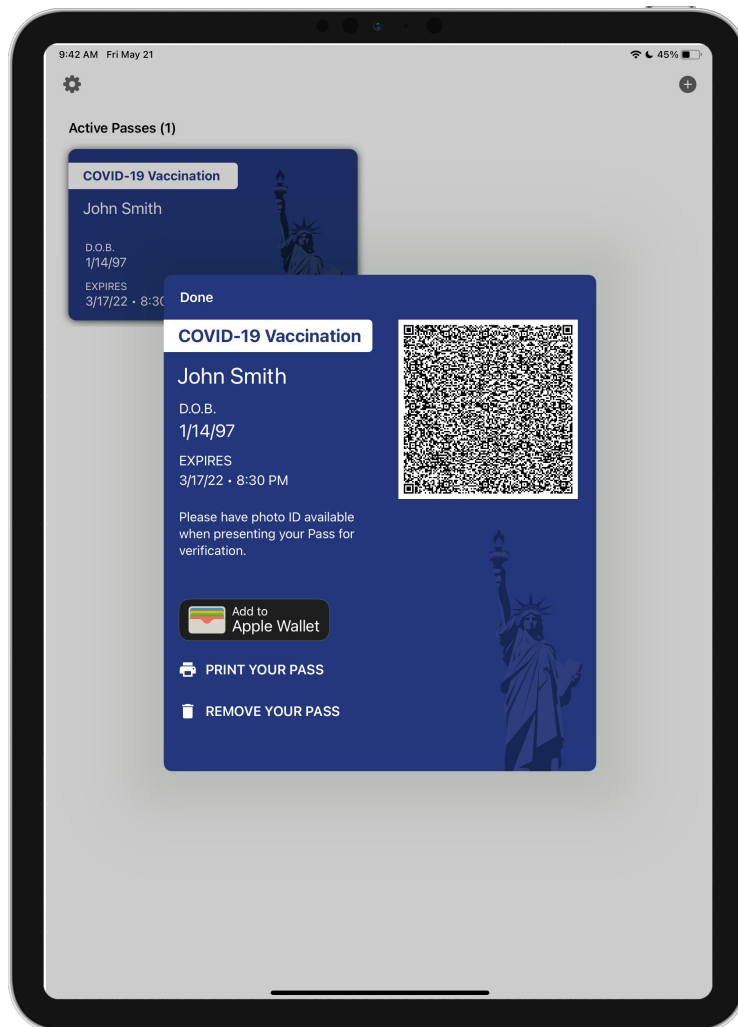 9:42 AM Fri May 21
45%
Active Passes (1)
COVID-19 Vaccination
John Smith
D.O.B.
1/14/97
EXPIRES
3/17/22 • 8:30
Done
COVID-19 Vaccination
John Smith
D.O.B.
1/14/97
EXPIRES
3/17/22 • 8:30 PM
Please have photo ID available
when presenting your Pass for
verification.
Add to
Apple Wallet
PRINT YOUR PASS
REMOVE YOUR PASS